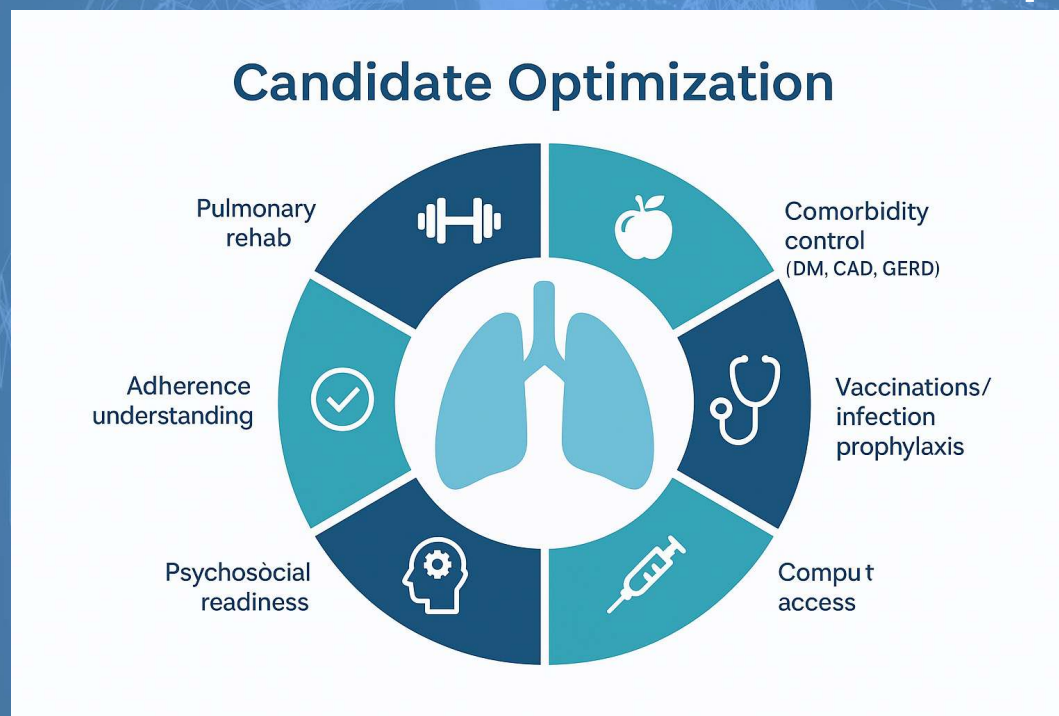 Candidate Optimization
Pulmonary
rehab
Comorbidity
control
(DM, CAD, GERD)
Adherence
understanding
Vaccinations/
infection
prophylaxis
Psychosòcial
readiness
Compu t
access